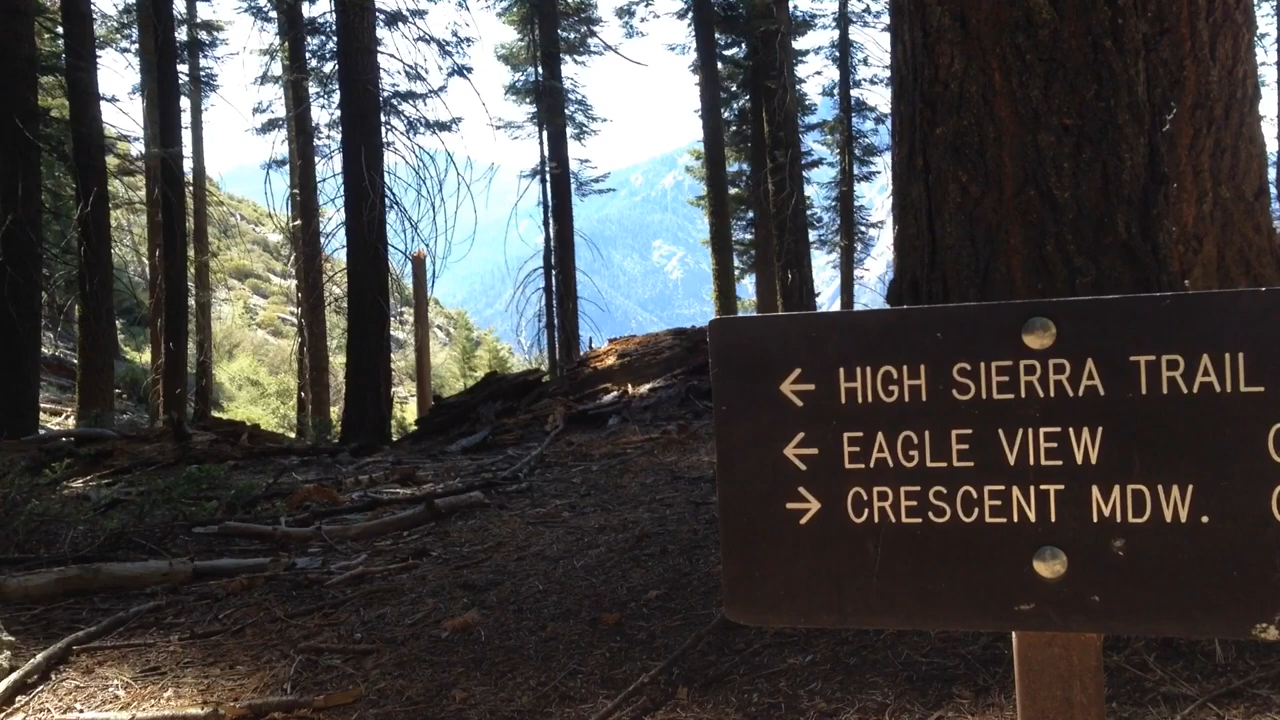 ← HIGH SIERRA TRAIL
← EAGLE VIEW
→ CRESCENT MDW.